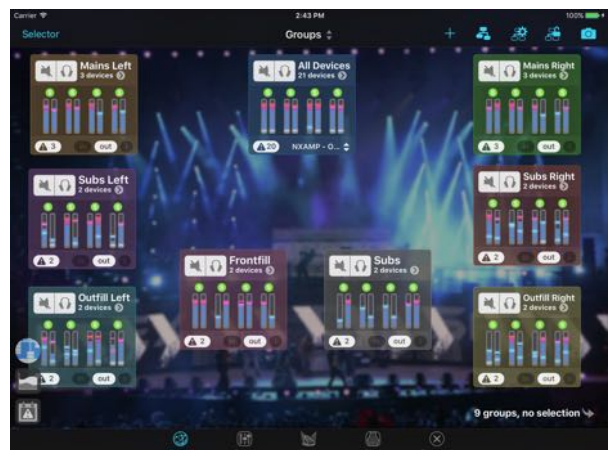 Carrier 2:43 PM 100%
Selector Groups
Mains Left
3 devices
3 out
All Devices
21 devices
20 NXAMP - G...
Mains Right
3 devices
3 out
Subs Left
2 devices
2 out
Subs Right
2 devices
2 out
Frontfill
2 devices
2 out
Subs
2 devices
2 out
Outfill Left
2 devices
2 out
Outfill Right
2 devices
2 out
9 groups, no selection